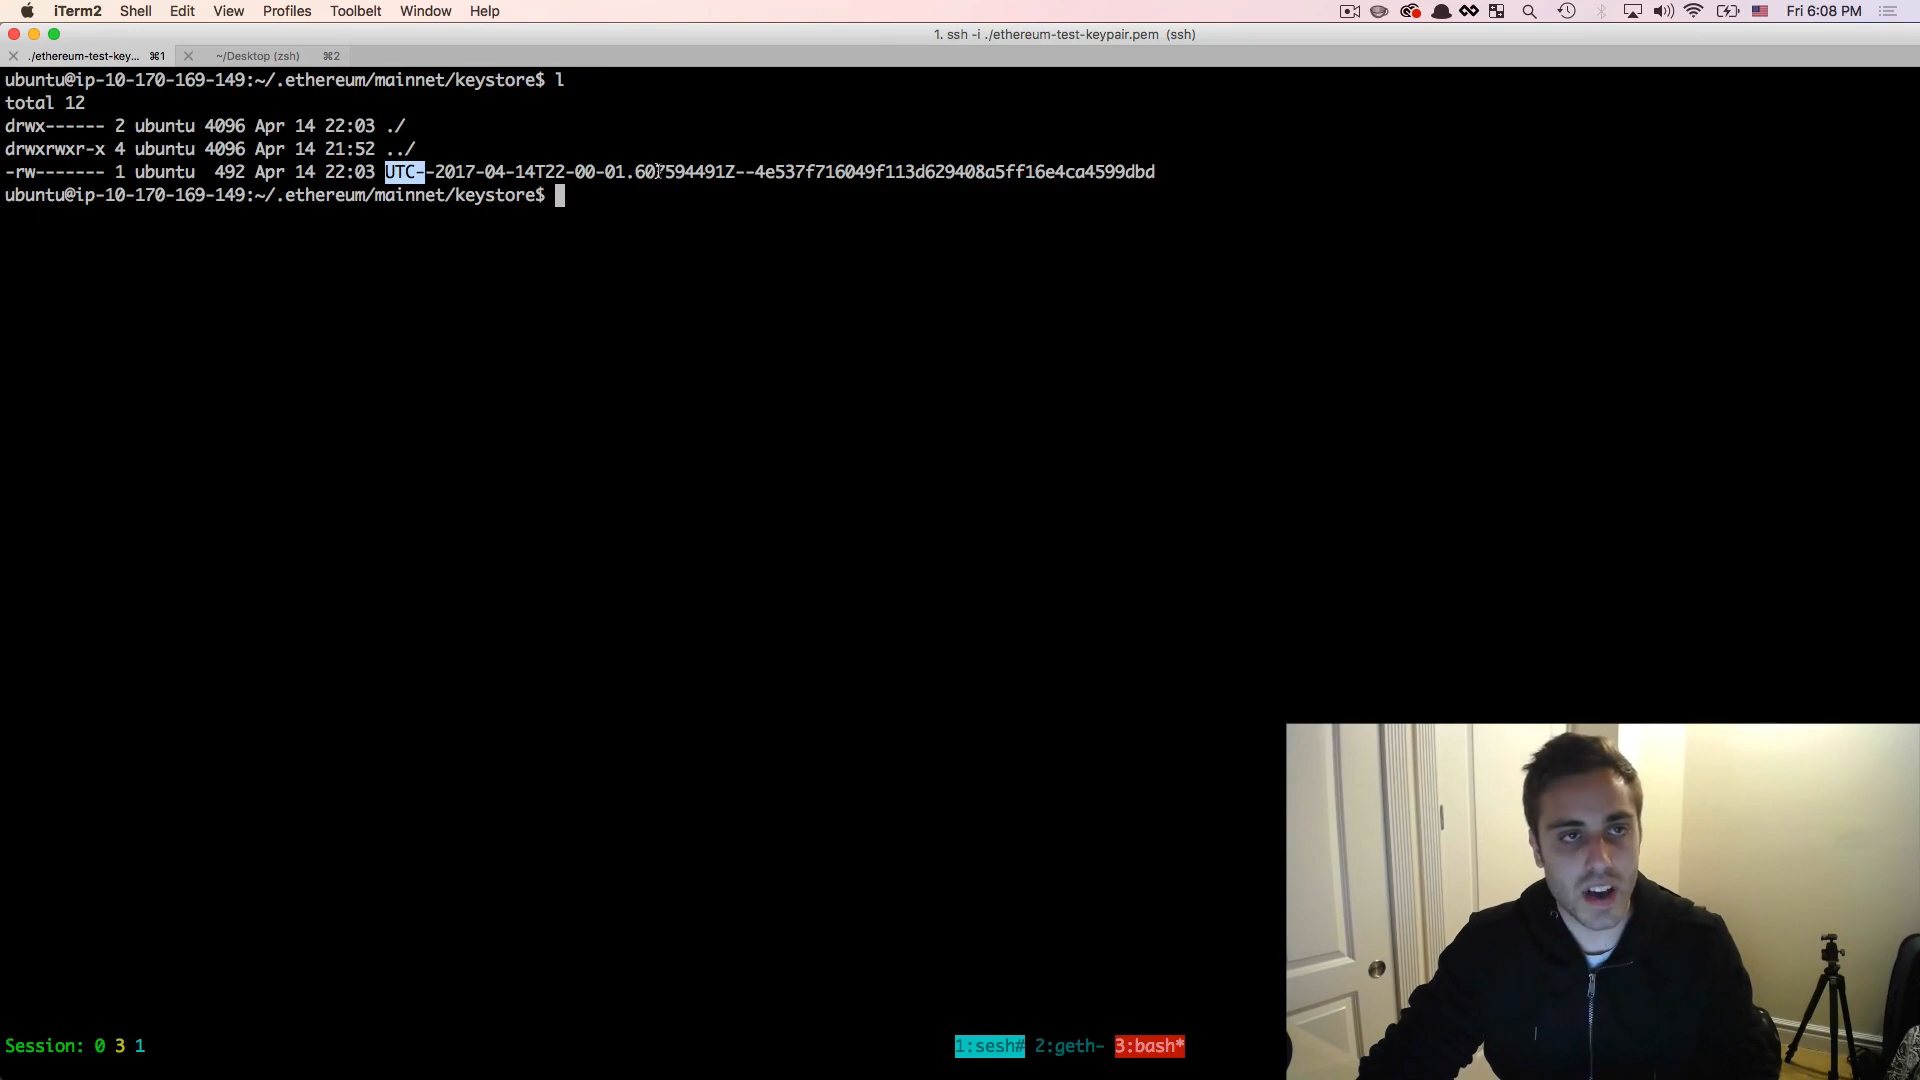 iTerm2 Shell Edit View Profiles Toolbelt Window Help Fri 6:08 PM
1. ssh -i ./ethereum-test-keypair.pem (ssh)
./ethereum-test-key... ⌘1 ~/Desktop (zsh) ⌘2
ubuntu@ip-10-170-169-149:~/.ethereum/mainnet/keystore$ l
total 12
drwx------ 2 ubuntu 4096 Apr 14 22:03 ./
drwxrwxr-x 4 ubuntu 4096 Apr 14 21:52 ../
-rw------- 1 ubuntu  492 Apr 14 22:03 UTC--2017-04-14T22-00-01.607594491Z--4e537f716049f113d629408a5ff16e4ca4599dbd
ubuntu@ip-10-170-169-149:~/.ethereum/mainnet/keystore$
Session: 0 3 1 1:sesh# 2:geth- 3:bash*